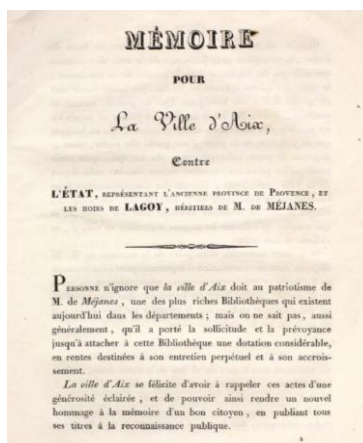 MÉMOIRE
POUR
La Ville d'Aix,
Contre
L'ÉTAT, REPRÉSENTANT L'ANCIENNE PROVINCE DE PROVENCE, ET
LES HOIRS DE LAGOY, HÉRITIERS DE M. DE MÉJANES.
PERSONNE n'ignore que la ville d'Aix doit au patriotisme de
M. de Méjanes, une des plus riches Bibliothèques qui existent
aujourd'hui dans les départements ; mais on ne sait pas, aussi
généralement, qu'il a porté la sollicitude et la prévoyance
jusqu'à attacher à cette Bibliothèque une dotation considérable,
en rentes destinées à son entretien perpétuel et à son accrois-
sement.
La ville d'Aix se félicite d'avoir à rappeler ces actes d'une
générosité éclairée, et de pouvoir ainsi rendre un nouvel
hommage à la mémoire d'un bon citoyen, en publiant tous
ses titres à la reconnaissance publique.